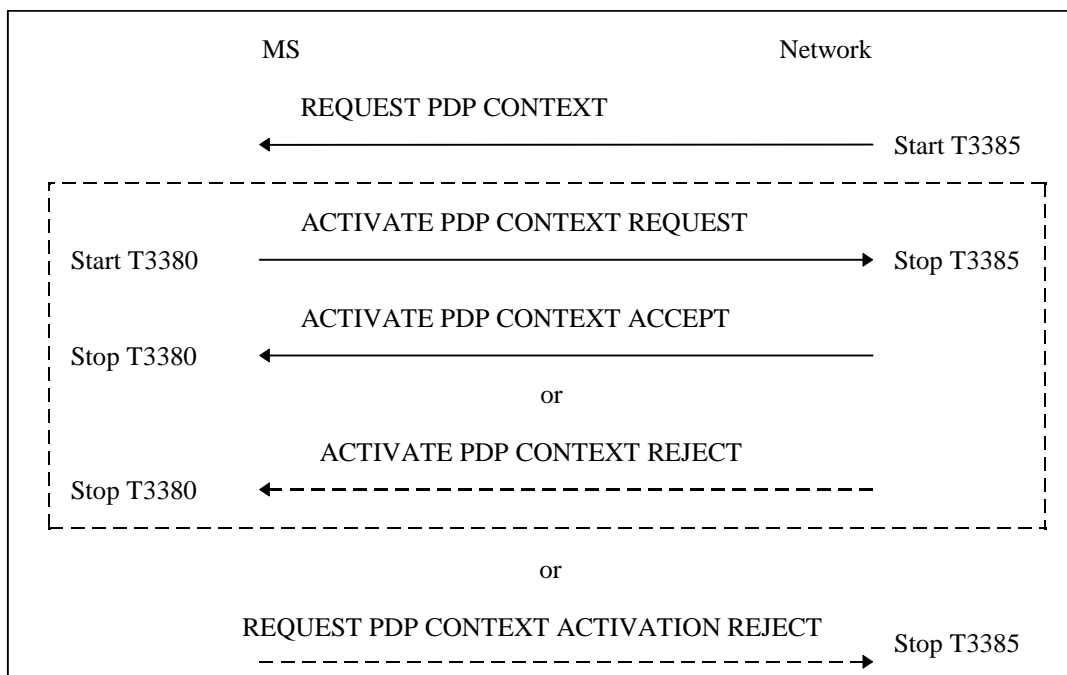 MS Network
REQUEST PDP CONTEXT
Start T3385
ACTIVATE PDP CONTEXT REQUEST
Start T3380 Stop T3385
ACTIVATE PDP CONTEXT ACCEPT
Stop T3380
or
ACTIVATE PDP CONTEXT REJECT
Stop T3380
or
REQUEST PDP CONTEXT ACTIVATION REJECT
Stop T3385